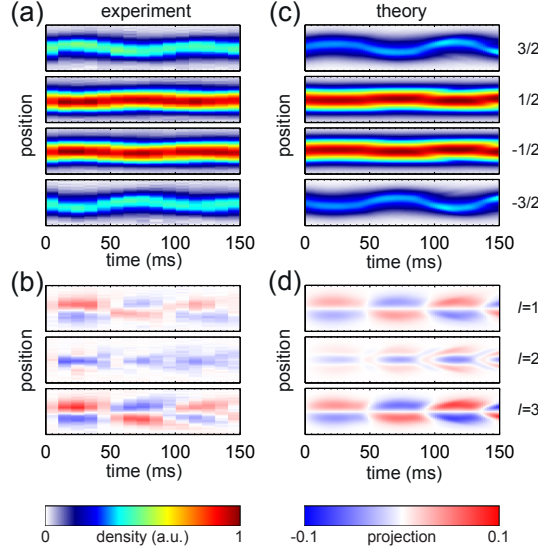 (a) experiment (c) theory
3/2
1/2
-1/2
-3/2
position
0 50 100 150 0 50 100 150
time (ms) time (ms)
(b) (d)
l=1
l=2
l=3
position
0 50 100 150 0 50 100 150
time (ms) time (ms)
0 density (a.u.) 1 -0.1 projection 0.1